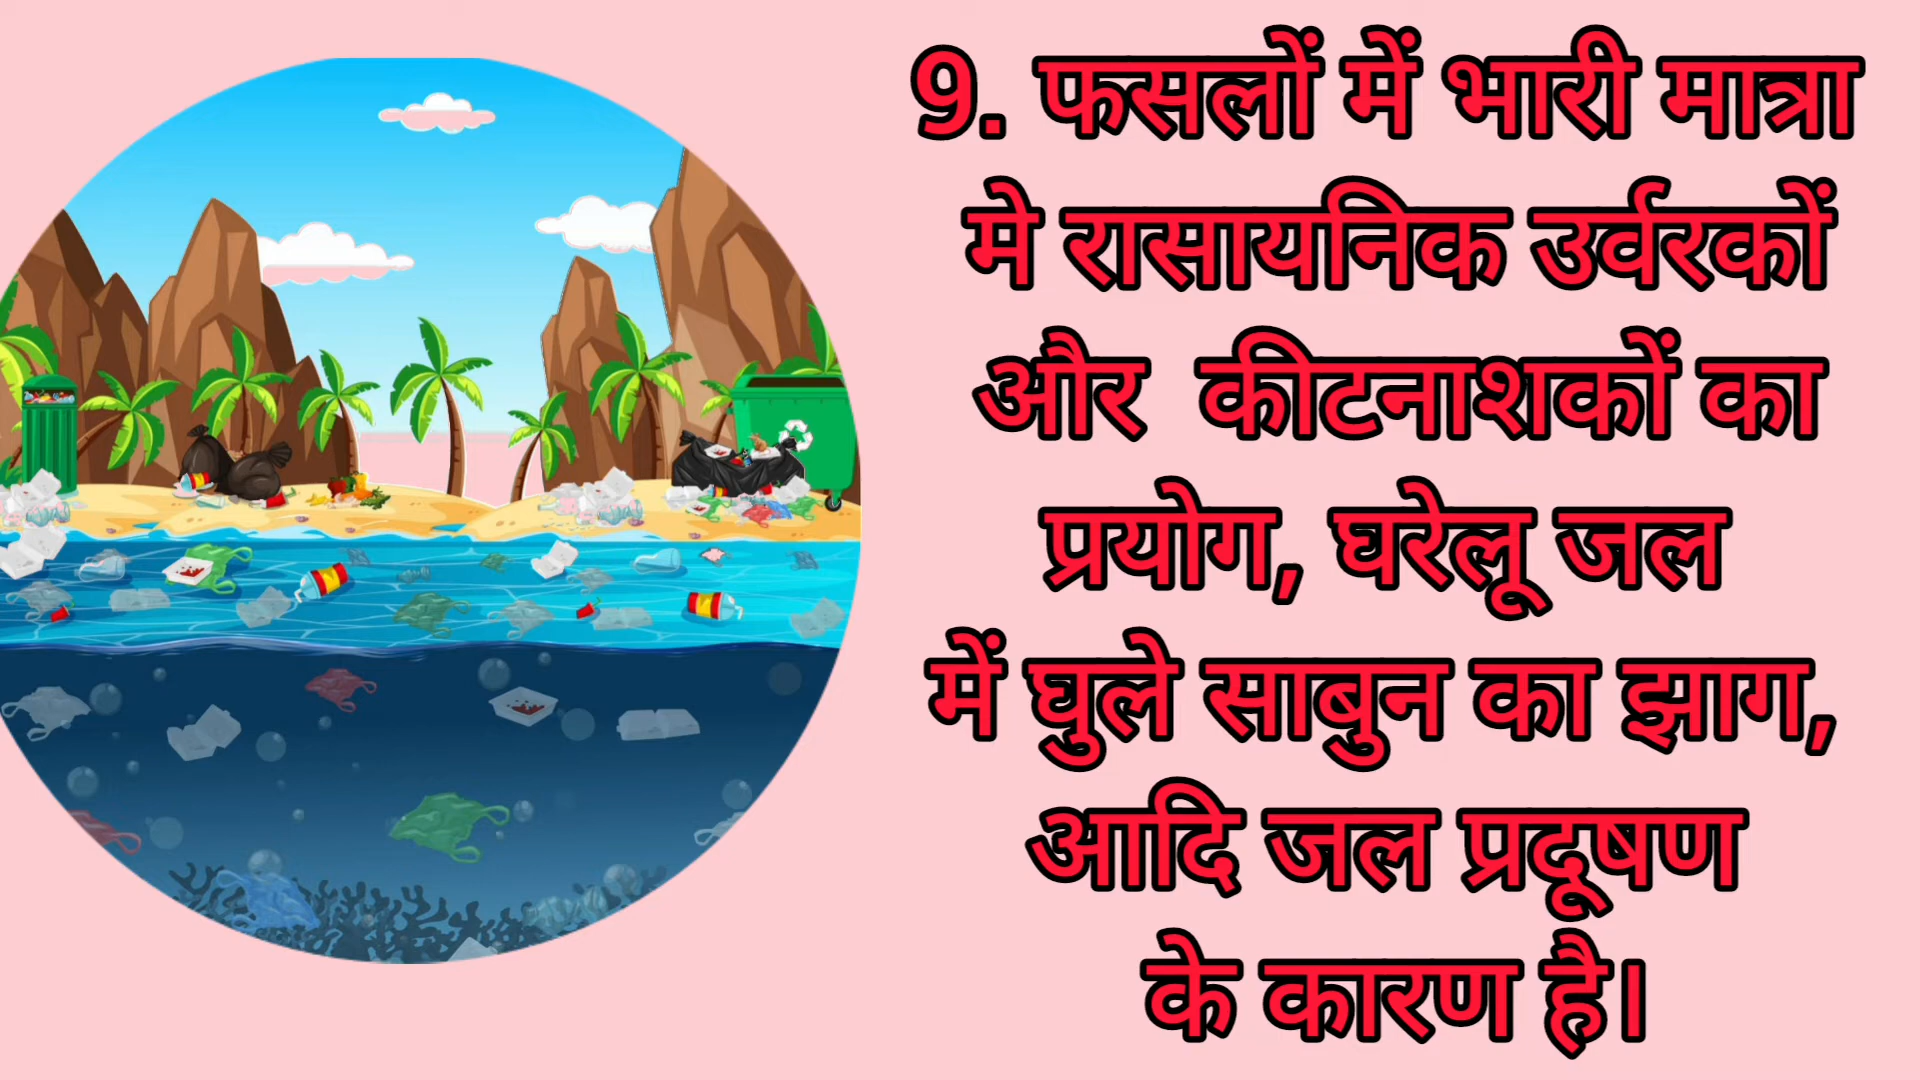 9. फसलों में भारी मात्रा
मे रासायनिक उर्वरकों
और कीटनाशकों का
प्रयोग, घरेलू जल
में घुले साबुन का झाग,
आदि जल प्रदूषण
के कारण है।